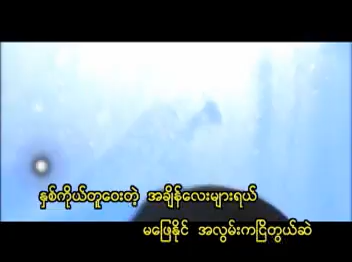 နှစ်ကိုယ်တူဝေးတဲ့ အချိန်လေးများရယ်
မဖြေနိုင် အလွမ်းကငြိတွယ်ဆဲ